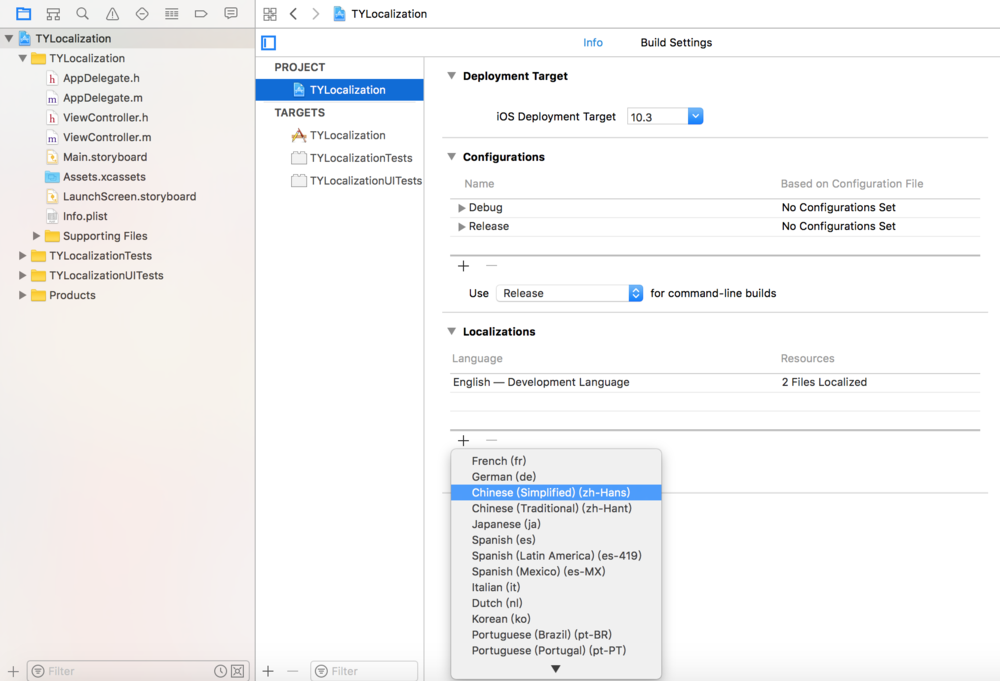 TYLocalization
Info
Build Settings
TYLocalization
TYLocalization
AppDelegate.h
AppDelegate.m
ViewController.h
ViewController.m
Main.storyboard
Assets.xcassets
LaunchScreen.storyboard
Info.plist
Supporting Files
TYLocalizationTests
TYLocalizationUITests
Products
Filter
PROJECT
TYLocalization
TARGETS
TYLocalization
TYLocalizationTests
TYLocalizationUITests
Filter
Deployment Target
iOS Deployment Target 10.3
Configurations
Name Based on Configuration File
Debug No Configurations Set
Release No Configurations Set
Use Release for command-line builds
Localizations
Language Resources
English — Development Language 2 Files Localized
French (fr)
German (de)
Chinese (Simplified) (zh-Hans)
Chinese (Traditional) (zh-Hant)
Japanese (ja)
Spanish (es)
Spanish (Latin America) (es-419)
Spanish (Mexico) (es-MX)
Italian (it)
Dutch (nl)
Korean (ko)
Portuguese (Brazil) (pt-BR)
Portuguese (Portugal) (pt-PT)